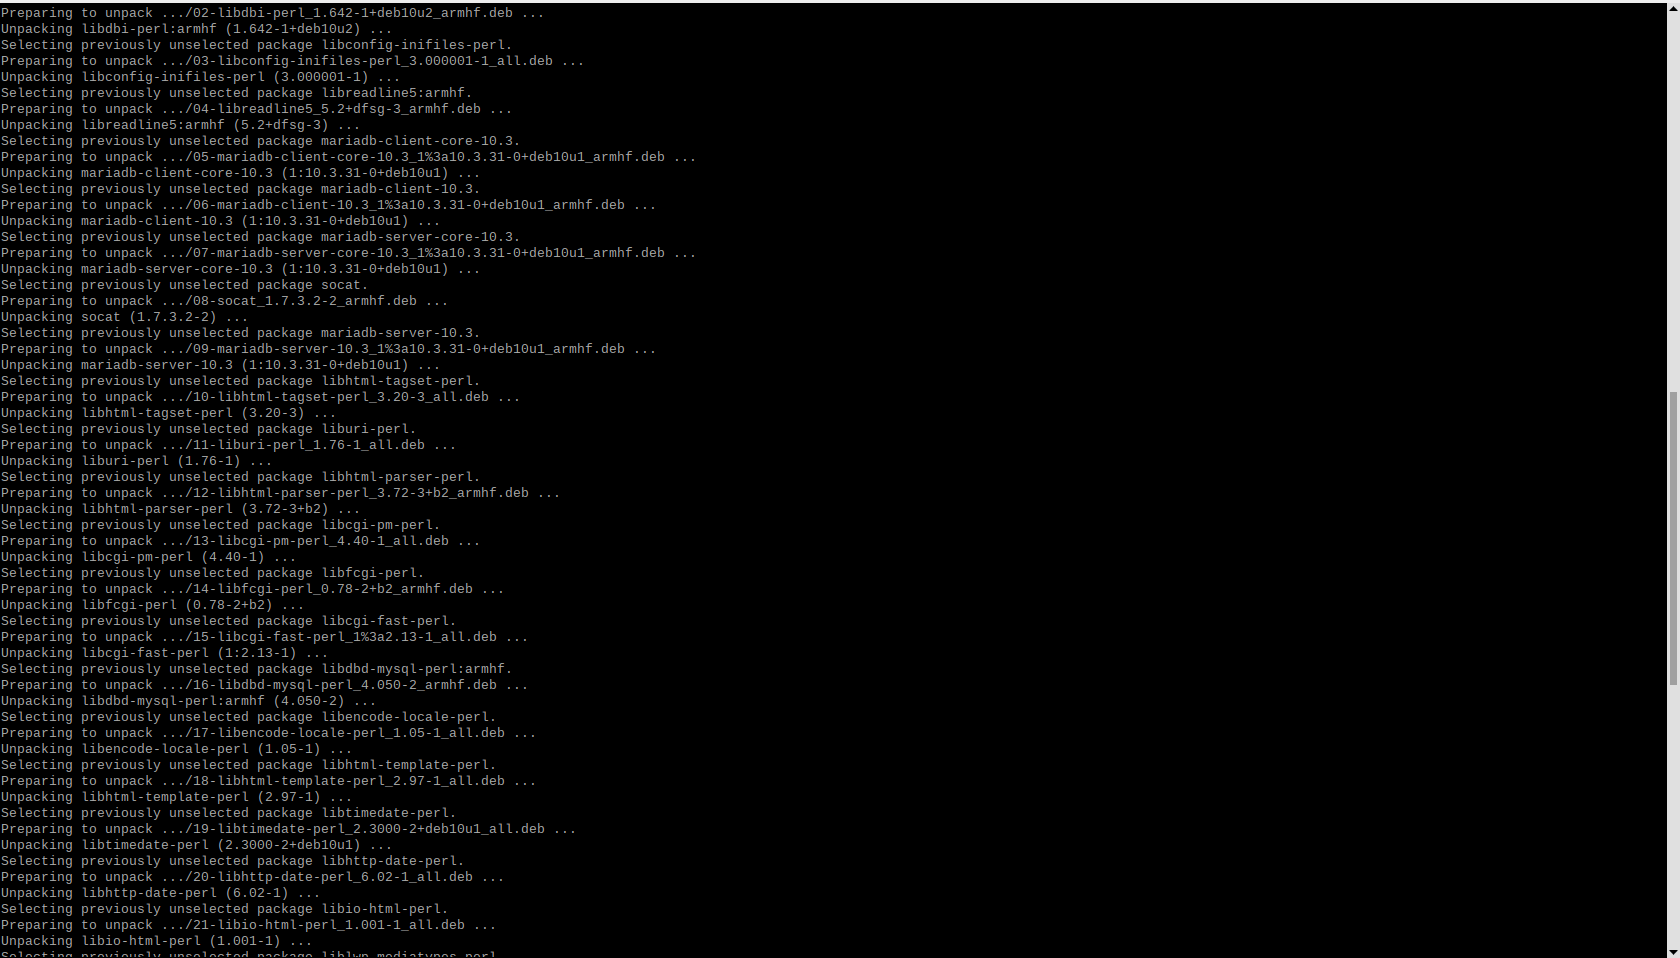 Preparing to unpack .../02-libdbi-perl_1.642-1+deb10u2_armhf.deb ...
Unpacking libdbi-perl:armhf (1.642-1+deb10u2) ...
Selecting previously unselected package libconfig-inifiles-perl.
Preparing to unpack .../03-libconfig-inifiles-perl_3.000001-1_all.deb ...
Unpacking libconfig-inifiles-perl (3.000001-1) ...
Selecting previously unselected package libreadline5:armhf.
Preparing to unpack .../04-libreadline5_5.2+dfsg-3_armhf.deb ...
Unpacking libreadline5:armhf (5.2+dfsg-3) ...
Selecting previously unselected package mariadb-client-core-10.3.
Preparing to unpack .../05-mariadb-client-core-10.3_1%3a10.3.31-0+deb10u1_armhf.deb ...
Unpacking mariadb-client-core-10.3 (1:10.3.31-0+deb10u1) ...
Selecting previously unselected package mariadb-client-10.3.
Preparing to unpack .../06-mariadb-client-10.3_1%3a10.3.31-0+deb10u1_armhf.deb ...
Unpacking mariadb-client-10.3 (1:10.3.31-0+deb10u1) ...
Selecting previously unselected package mariadb-server-core-10.3.
Preparing to unpack .../07-mariadb-server-core-10.3_1%3a10.3.31-0+deb10u1_armhf.deb ...
Unpacking mariadb-server-core-10.3 (1:10.3.31-0+deb10u1) ...
Selecting previously unselected package socat.
Preparing to unpack .../08-socat_1.7.3.2-2_armhf.deb ...
Unpacking socat (1.7.3.2-2) ...
Selecting previously unselected package mariadb-server-10.3.
Preparing to unpack .../09-mariadb-server-10.3_1%3a10.3.31-0+deb10u1_armhf.deb ...
Unpacking mariadb-server-10.3 (1:10.3.31-0+deb10u1) ...
Selecting previously unselected package libhtml-tagset-perl.
Preparing to unpack .../10-libhtml-tagset-perl_3.20-3_all.deb ...
Unpacking libhtml-tagset-perl (3.20-3) ...
Selecting previously unselected package liburi-perl.
Preparing to unpack .../11-liburi-perl_1.76-1_all.deb ...
Unpacking liburi-perl (1.76-1) ...
Selecting previously unselected package libhtml-parser-perl.
Preparing to unpack .../12-libhtml-parser-perl_3.72-3+b2_armhf.deb ...
Unpacking libhtml-parser-perl (3.72-3+b2) ...
Selecting previously unselected package libcgi-pm-perl.
Preparing to unpack .../13-libcgi-pm-perl_4.40-1_all.deb ...
Unpacking libcgi-pm-perl (4.40-1) ...
Selecting previously unselected package libfcgi-perl.
Preparing to unpack .../14-libfcgi-perl_0.78-2+b2_armhf.deb ...
Unpacking libfcgi-perl (0.78-2+b2) ...
Selecting previously unselected package libcgi-fast-perl.
Preparing to unpack .../15-libcgi-fast-perl_1%3a2.13-1_all.deb ...
Unpacking libcgi-fast-perl (1:2.13-1) ...
Selecting previously unselected package libdbd-mysql-perl:armhf.
Preparing to unpack .../16-libdbd-mysql-perl_4.050-2_armhf.deb ...
Unpacking libdbd-mysql-perl:armhf (4.050-2) ...
Selecting previously unselected package libencode-locale-perl.
Preparing to unpack .../17-libencode-locale-perl_1.05-1_all.deb ...
Unpacking libencode-locale-perl (1.05-1) ...
Selecting previously unselected package libhtml-template-perl.
Preparing to unpack .../18-libhtml-template-perl_2.97-1_all.deb ...
Unpacking libhtml-template-perl (2.97-1) ...
Selecting previously unselected package libtimedate-perl.
Preparing to unpack .../19-libtimedate-perl_2.3000-2+deb10u1_all.deb ...
Unpacking libtimedate-perl (2.3000-2+deb10u1) ...
Selecting previously unselected package libhttp-date-perl.
Preparing to unpack .../20-libhttp-date-perl_6.02-1_all.deb ...
Unpacking libhttp-date-perl (6.02-1) ...
Selecting previously unselected package libio-html-perl.
Preparing to unpack .../21-libio-html-perl_1.001-1_all.deb ...
Unpacking libio-html-perl (1.001-1) ...
Selecting previously unselected package liblwp-mediatypes-perl.